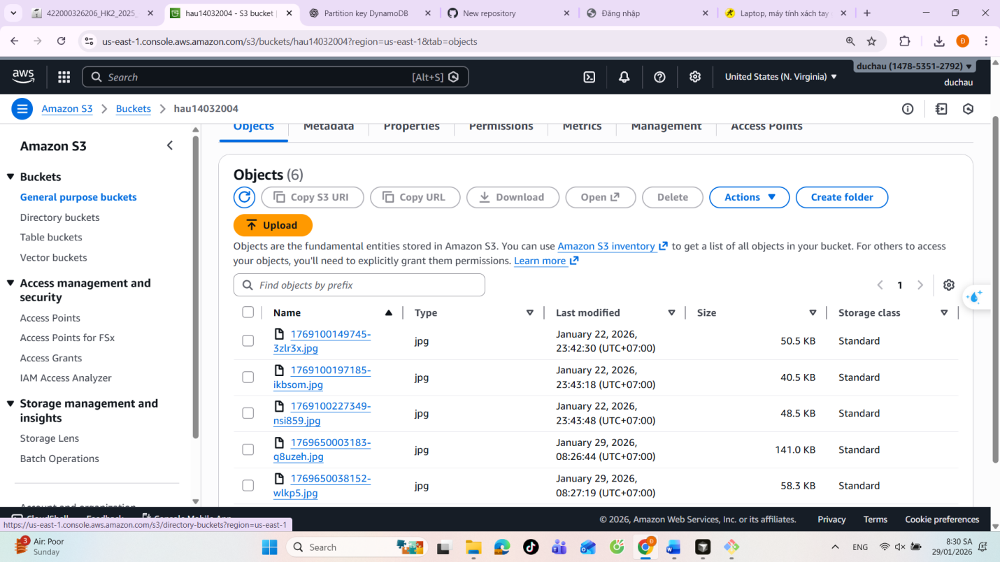 422000326206_HK2_2025_
hau14032004 - S3 bucket |
Partition key DynamoDB
New repository
Đăng nhập
Laptop, máy tính xách tay
us-east-1.console.aws.amazon.com/s3/buckets/hau14032004?region=us-east-1&tab=objects
Đ
aws
Search
[Alt+S]
United States (N. Virginia)
duchau (1478-5351-2792)
duchau
Amazon S3
Buckets
hau14032004
Amazon S3
Buckets
General purpose buckets
Directory buckets
Table buckets
Vector buckets
Access management and
security
Access Points
Access Points for FSx
Access Grants
IAM Access Analyzer
Storage management and
insights
Storage Lens
Batch Operations
Account and organization
Objects
Metadata
Properties
Permissions
Metrics
Management
Access Points
Objects (6)
Copy S3 URI
Copy URL
Download
Open
Delete
Actions
Create folder
Upload
Objects are the fundamental entities stored in Amazon S3. You can use Amazon S3 inventory to get a list of all objects in your bucket. For others to access
your objects, you'll need to explicitly grant them permissions. Learn more
Find objects by prefix
1
Name
Type
Last modified
Size
Storage class
1769100149745-
3zlr3x.jpg
jpg
January 22, 2026,
23:42:30 (UTC+07:00)
50.5 KB
Standard
1769100197185-
ikbsom.jpg
jpg
January 22, 2026,
23:43:18 (UTC+07:00)
40.5 KB
Standard
1769100227349-
nsi859.jpg
jpg
January 22, 2026,
23:43:48 (UTC+07:00)
48.5 KB
Standard
1769650003183-
q8uzeh.jpg
jpg
January 29, 2026,
08:26:44 (UTC+07:00)
141.0 KB
Standard
1769650038152-
wlkp5.jpg
jpg
January 29, 2026,
08:27:19 (UTC+07:00)
58.3 KB
Standard
CloudShell
Feedback
Console Mobile App
© 2026, Amazon Web Services, Inc. or its affiliates.
Privacy
Terms
Cookie preferences
https://us-east-1.console.aws.amazon.com/s3/directory-buckets?region=us-east-1
3
Air: Poor
Sunday
Search
Đ
ENG
8:30 SA
29/01/2026